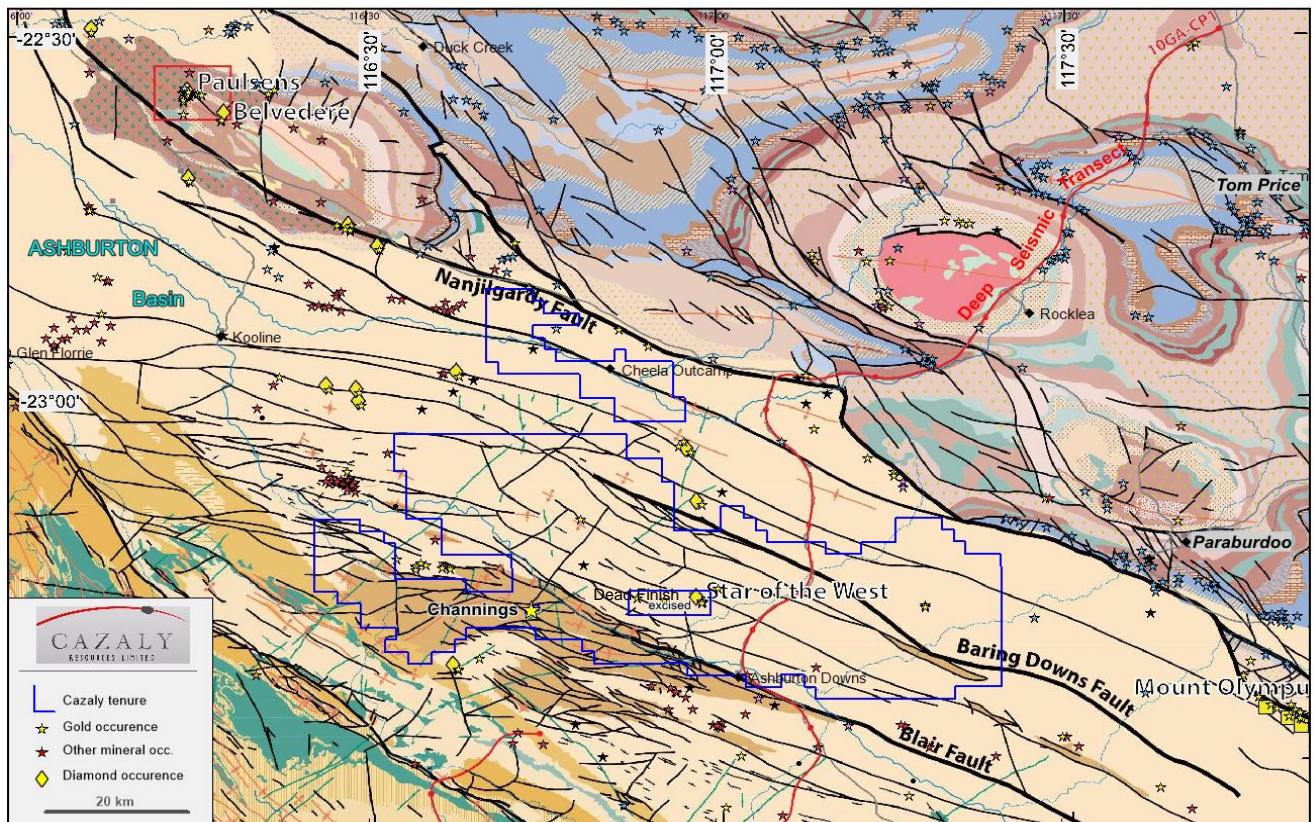 6°00'
116°30'
117°00'
117°30'
-22°30'
Duck Creek
10GA-CP1
Paulsens
Belvedere
Transect
Tom Price
Seismic
ASHBURTON
Basin
Nanjilgardy Fault
Deep
Rocklea
Kooline
Glen Florrie
Cheela Outcamp
-23°00'
Paraburdoo
Dead Finish
excised
Star of the West
Channings
Baring Downs Fault
Ashburton Downs
Mount Olympu
Blair Fault
CAZALY
RESOURCES LIMITED
Cazaly tenure
Gold occurence
Other mineral occ.
Diamond occurence
20 km